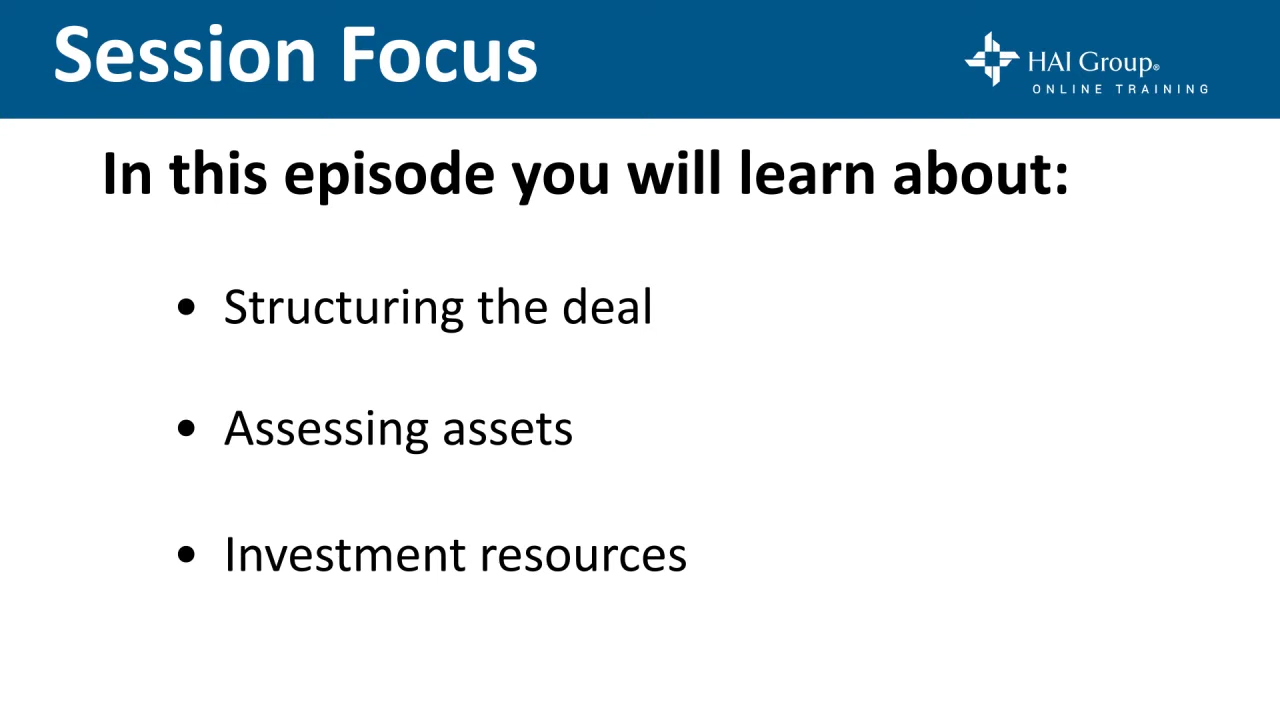 Session Focus
HAI Group®
ONLINE TRAINING
In this episode you will learn about:
• Structuring the deal
• Assessing assets
• Investment resources